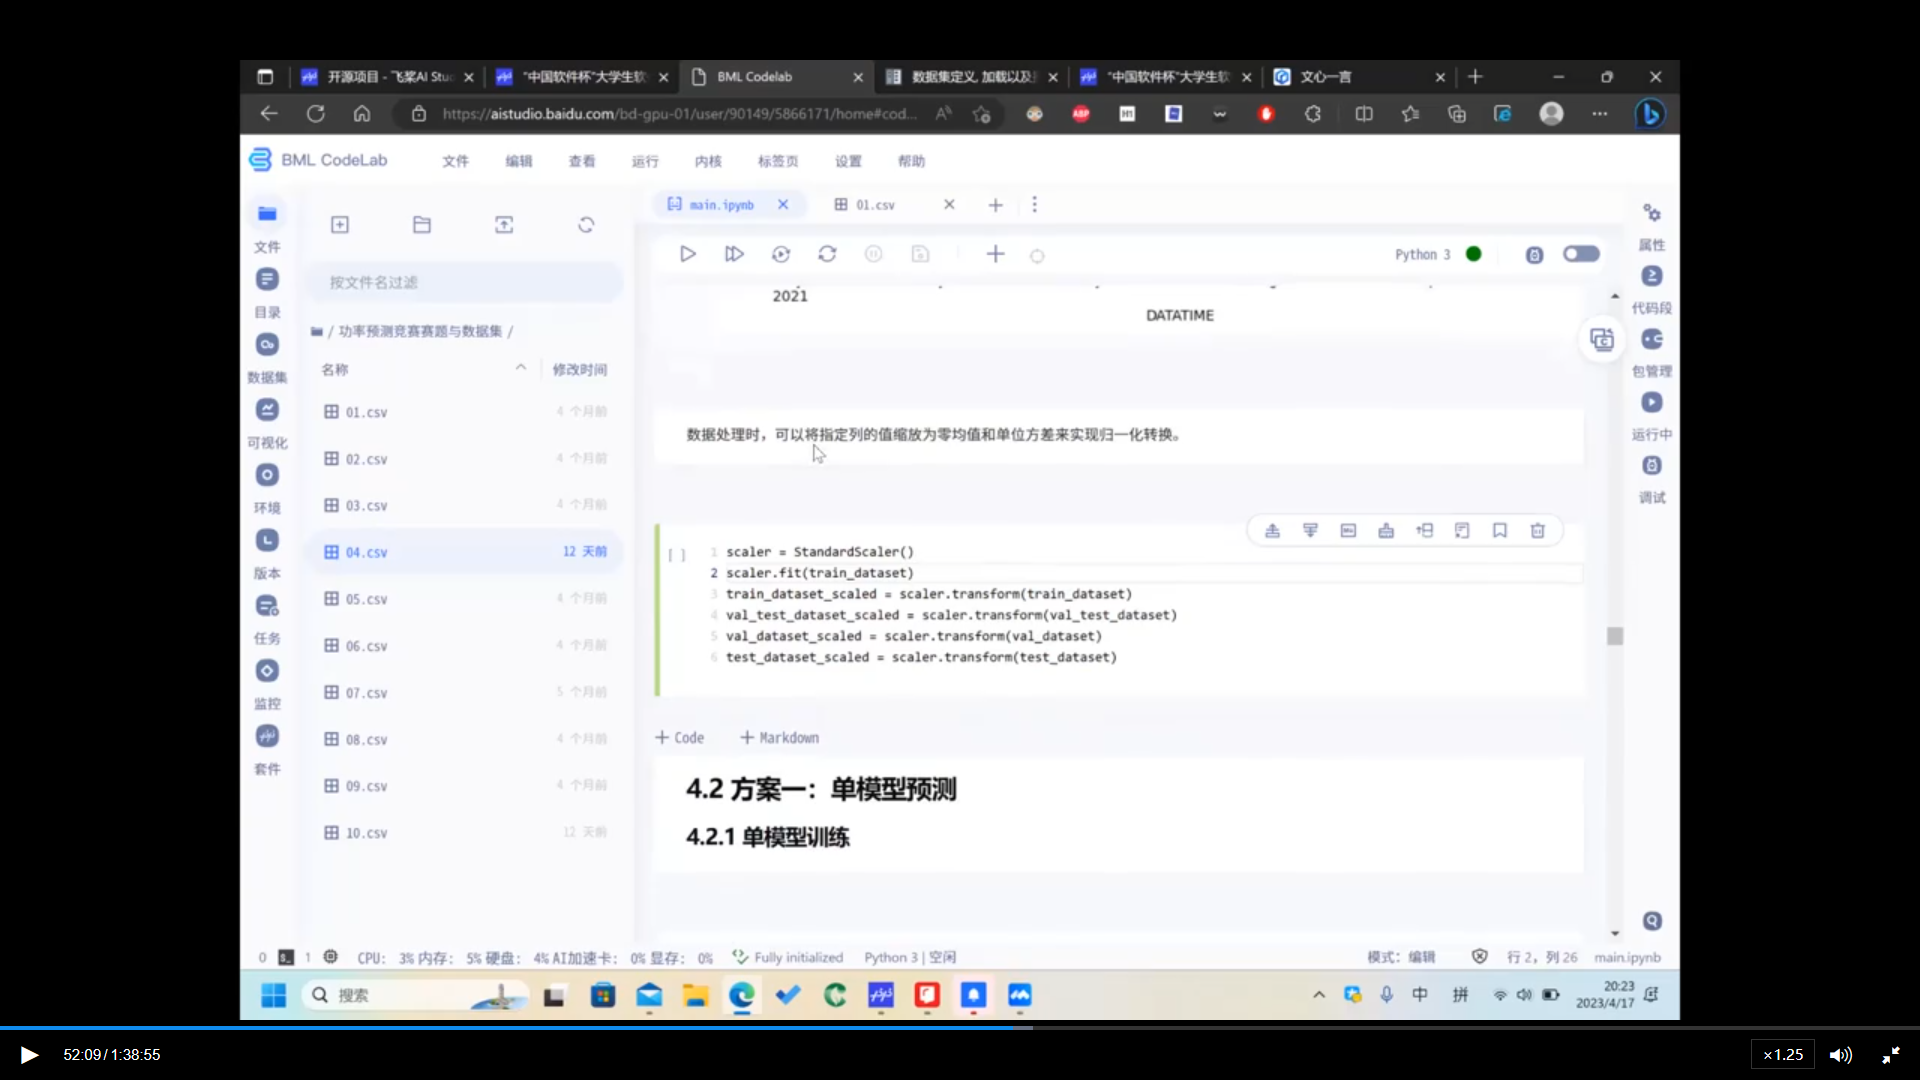 开源项目 - 飞桨AI Stu
"中国软件杯"大学生软
BML Codelab
数据集定义, 加载以及
"中国软件杯"大学生软
文心一言
https://aistudio.baidu.com/bd-gpu-01/user/90149/5866171/home#cod...
BML CodeLab
文件 编辑 查看 运行 内核 标签页 设置 帮助
main.ipynb
01.csv
Python 3
文件
目录
数据集
可视化
环境
版本
任务
监控
套件
按文件名过滤
/ 功率预测竞赛赛题与数据集 /
名称 修改时间
01.csv 4 个月前
02.csv 4 个月前
03.csv 4 个月前
04.csv 12 天前
05.csv 4 个月前
06.csv 4 个月前
07.csv 5 个月前
08.csv 4 个月前
09.csv 4 个月前
10.csv 12 天前
2021
DATATIME
数据处理时，可以将指定列的值缩放为零均值和单位方差来实现归一化转换。
[ ]
1 scaler = StandardScaler()
2 scaler.fit(train_dataset)
3 train_dataset_scaled = scaler.transform(train_dataset)
4 val_test_dataset_scaled = scaler.transform(val_test_dataset)
5 val_dataset_scaled = scaler.transform(val_dataset)
6 test_dataset_scaled = scaler.transform(test_dataset)
+ Code + Markdown
4.2 方案一：单模型预测
4.2.1 单模型训练
属性
代码段
包管理
运行中
调试
0 1 CPU: 3% 内存: 5% 硬盘: 4% AI加速卡: 0% 显存: 0% Fully initialized Python 3 | 空闲
模式: 编辑 行 2, 列 26 main.ipynb
搜索
中 拼
20:23
2023/4/17
52:09 / 1:38:55
×1.25